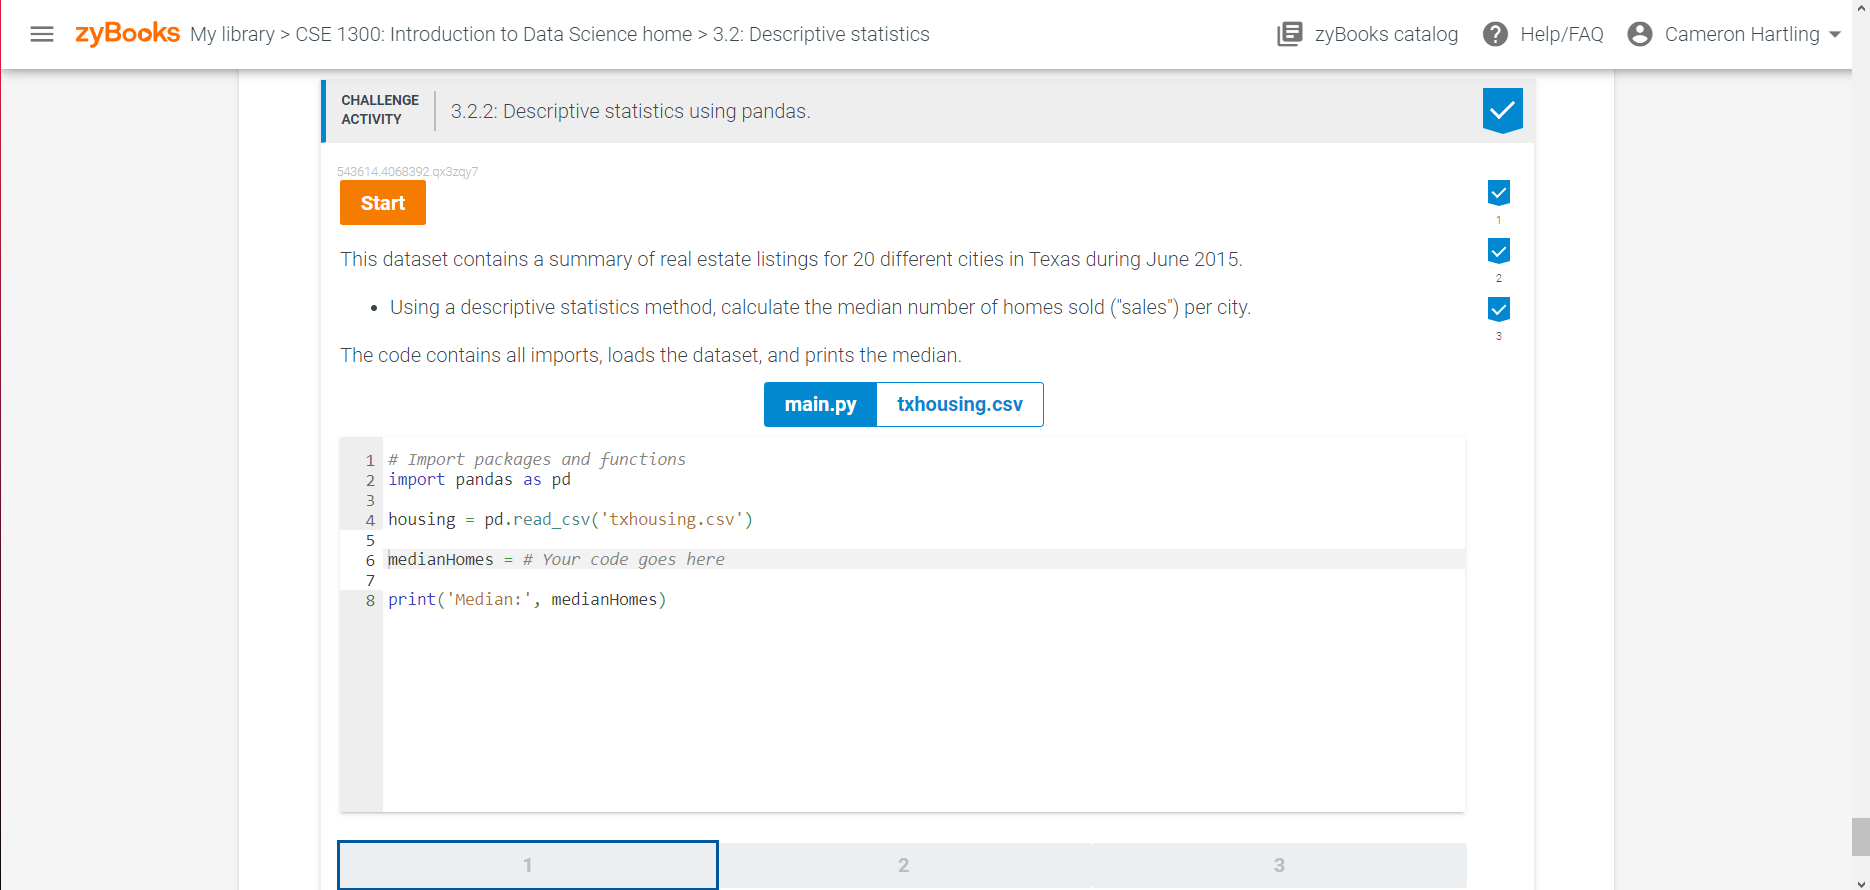 zyBooks My library > CSE 1300: Introduction to Data Science home > 3.2: Descriptive statistics
zyBooks catalog
Help/FAQ
Cameron Hartling
CHALLENGE
ACTIVITY
3.2.2: Descriptive statistics using pandas.
543614.4068392.qx3zqy7
Start
1
2
3
This dataset contains a summary of real estate listings for 20 different cities in Texas during June 2015.
• Using a descriptive statistics method, calculate the median number of homes sold ("sales") per city.
The code contains all imports, loads the dataset, and prints the median.
main.py
txhousing.csv
1 # Import packages and functions
2 import pandas as pd
3
4 housing = pd.read_csv('txhousing.csv')
5
6 medianHomes = # Your code goes here
7
8 print('Median:', medianHomes)
1
2
3